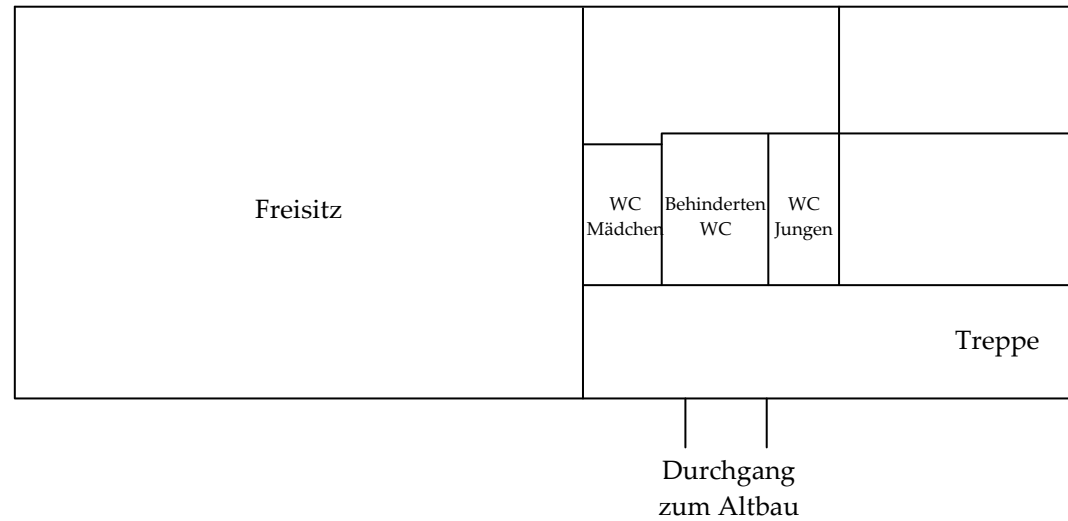 Freisitz
WC
Mädchen
Behinderten
WC
WC
Jungen
Treppe
Durchgang
zum Altbau